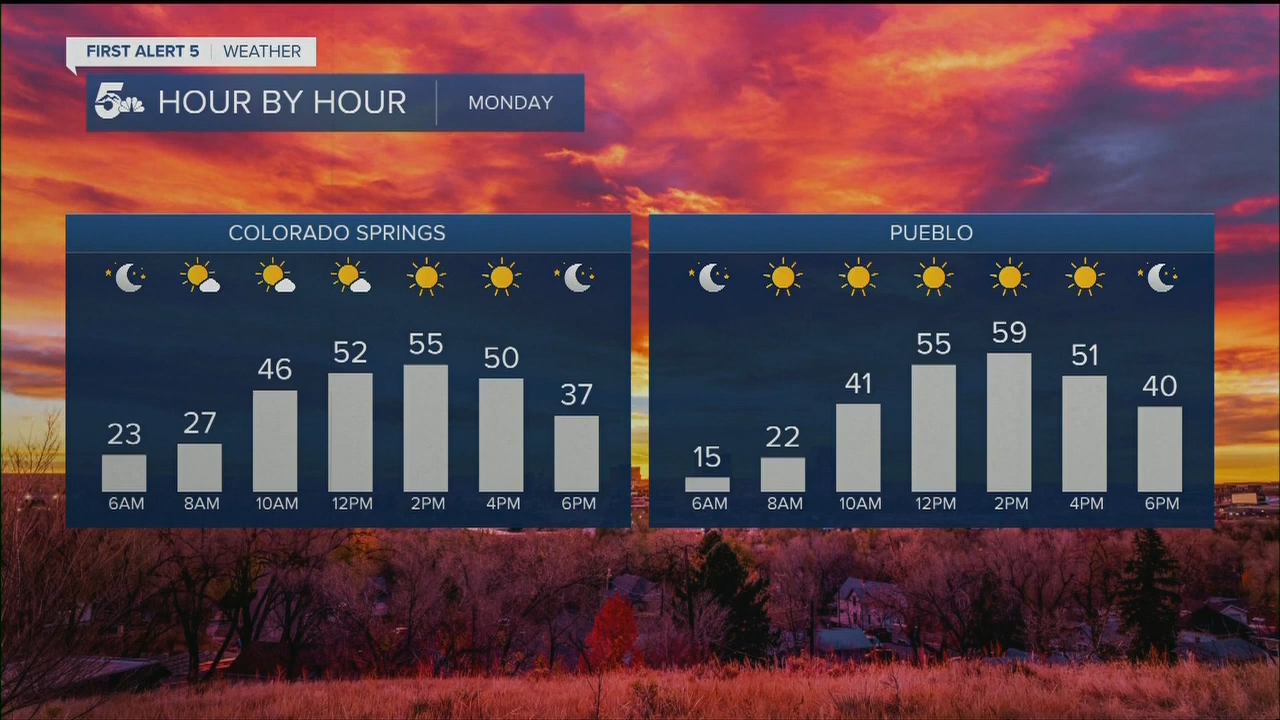 FIRST ALERT 5 | WEATHER
5 HOUR BY HOUR | MONDAY
COLORADO SPRINGS
23 27 46 52 55 50 37
6AM 8AM 10AM 12PM 2PM 4PM 6PM
PUEBLO
15 22 41 55 59 51 40
6AM 8AM 10AM 12PM 2PM 4PM 6PM